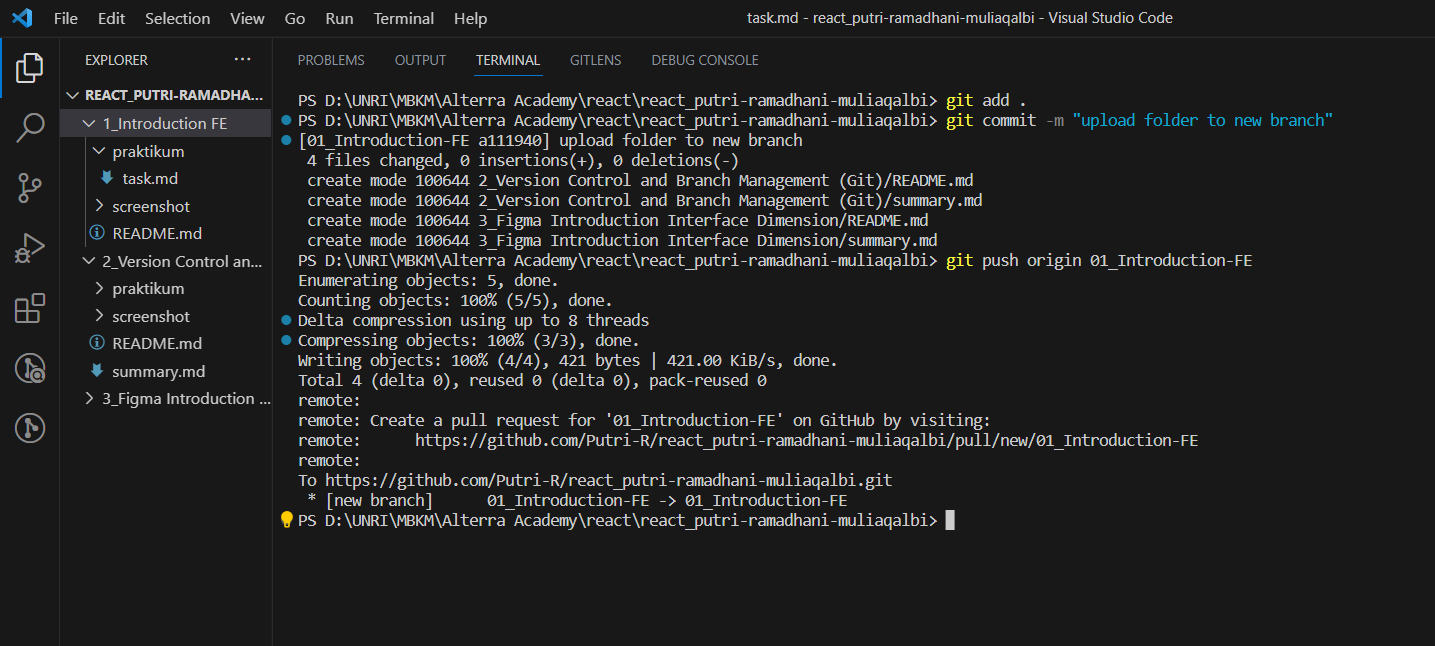 File Edit Selection View Go Run Terminal Help
task.md - react_putri-ramadhani-muliaqalbi - Visual Studio Code
EXPLORER ...
REACT_PUTRI-RAMADHA...
1_Introduction FE
praktikum
task.md
screenshot
README.md
2_Version Control an...
praktikum
screenshot
README.md
summary.md
3_Figma Introduction ...
PROBLEMS OUTPUT TERMINAL GITLENS DEBUG CONSOLE
PS D:\UNRI\MBKM\Alterra Academy\react\react_putri-ramadhani-muliaqalbi> git add .
PS D:\UNRI\MBKM\Alterra Academy\react\react_putri-ramadhani-muliaqalbi> git commit -m "upload folder to new branch"
[01_Introduction-FE a111940] upload folder to new branch
4 files changed, 0 insertions(+), 0 deletions(-)
create mode 100644 2_Version Control and Branch Management (Git)/README.md
create mode 100644 2_Version Control and Branch Management (Git)/summary.md
create mode 100644 3_Figma Introduction Interface Dimension/README.md
create mode 100644 3_Figma Introduction Interface Dimension/summary.md
PS D:\UNRI\MBKM\Alterra Academy\react\react_putri-ramadhani-muliaqalbi> git push origin 01_Introduction-FE
Enumerating objects: 5, done.
Counting objects: 100% (5/5), done.
Delta compression using up to 8 threads
Compressing objects: 100% (3/3), done.
Writing objects: 100% (4/4), 421 bytes | 421.00 KiB/s, done.
Total 4 (delta 0), reused 0 (delta 0), pack-reused 0
remote:
remote: Create a pull request for '01_Introduction-FE' on GitHub by visiting:
remote:      https://github.com/Putri-R/react_putri-ramadhani-muliaqalbi/pull/new/01_Introduction-FE
remote:
To https://github.com/Putri-R/react_putri-ramadhani-muliaqalbi.git
* [new branch]      01_Introduction-FE -> 01_Introduction-FE
PS D:\UNRI\MBKM\Alterra Academy\react\react_putri-ramadhani-muliaqalbi>